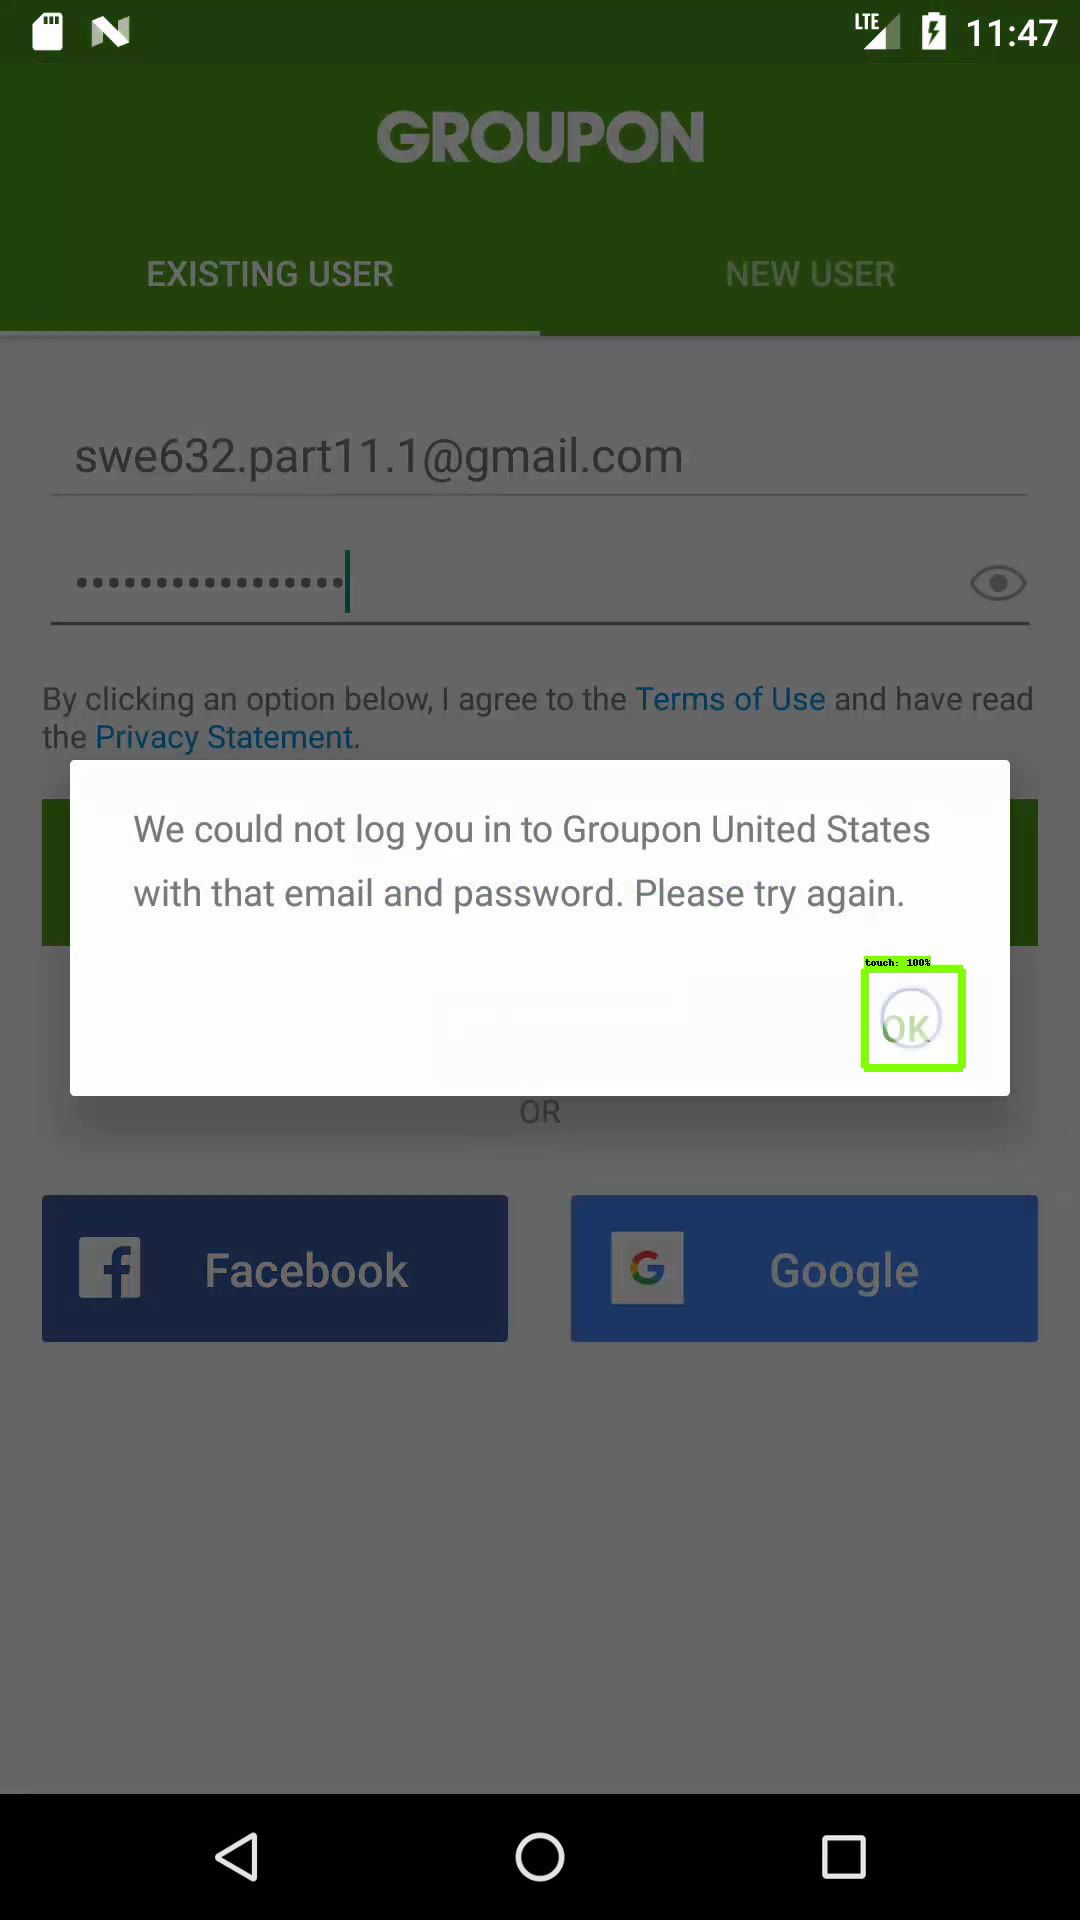 LTE 11:47
GROUPON
EXISTING USER
NEW USER
swe632.part11.1@gmail.com
By clicking an option below, I agree to the Terms of Use and have read
the Privacy Statement.
We could not log you in to Groupon United States
with that email and password. Please try again.
touch: 100%
OK
OR
Facebook
Google